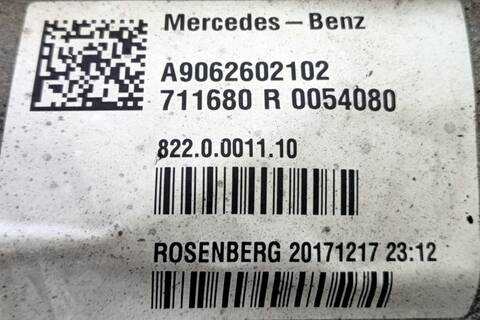 Mercedes-Benz
A9062602102
711680 R 0054080
822.0.0011.10
ROSENBERG 20171217 23:12